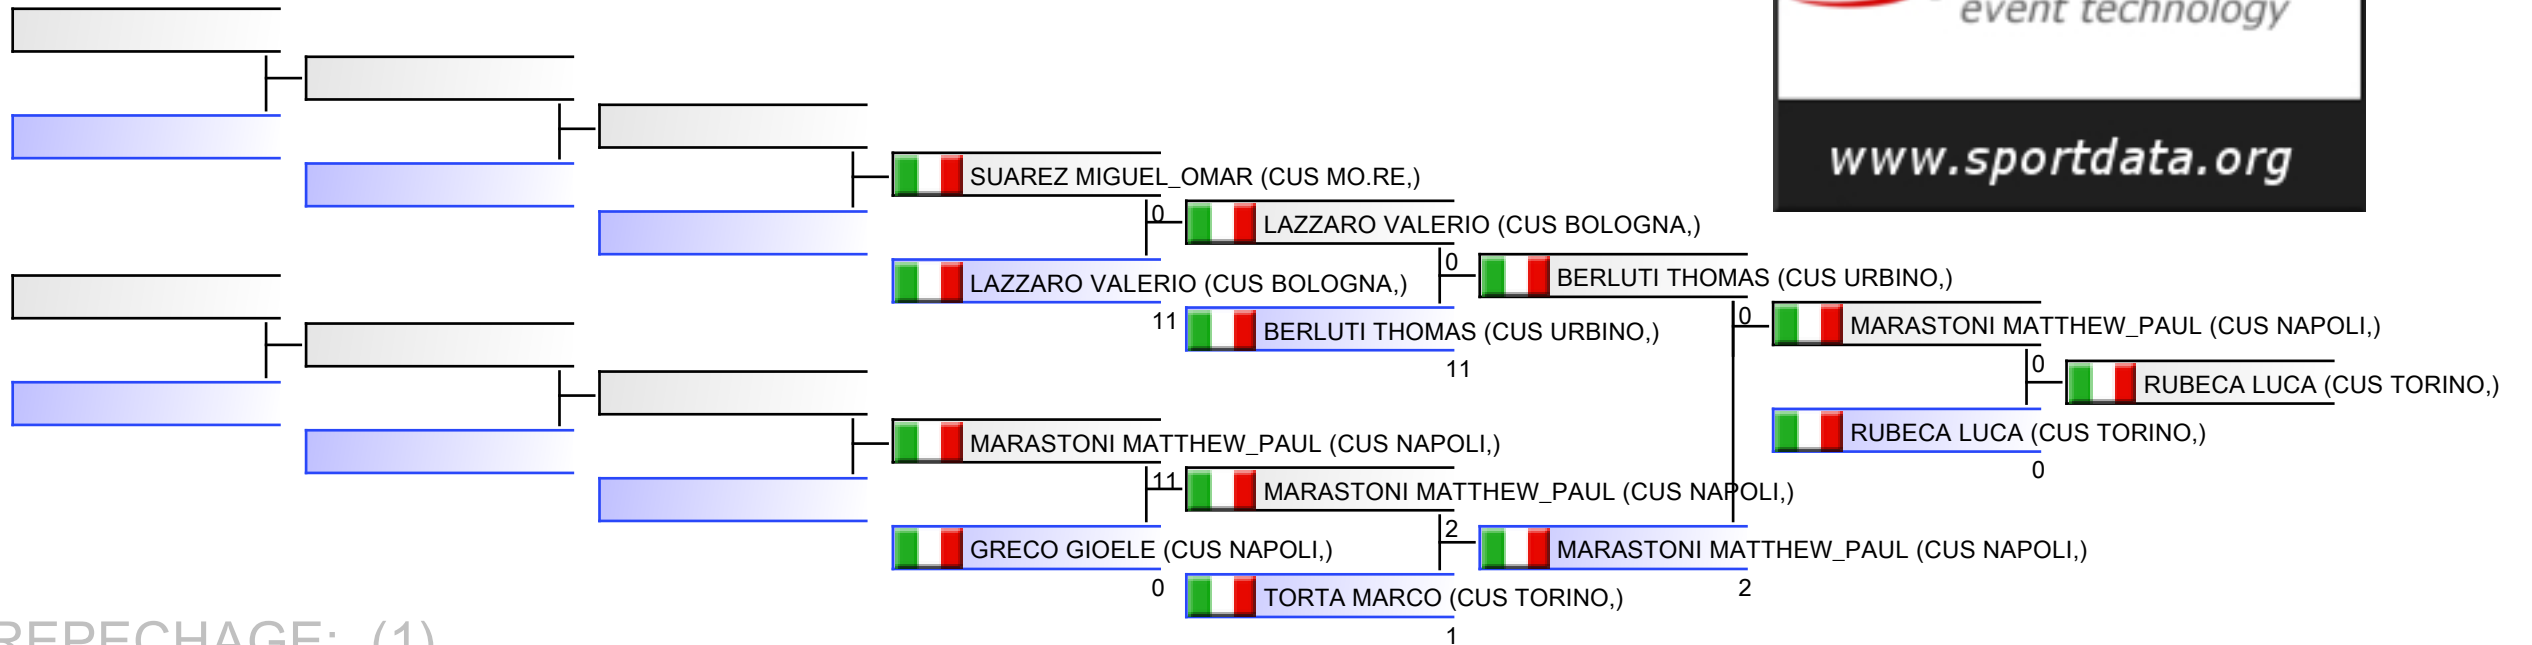 event technology
www.sportdata.org
SUAREZ MIGUEL_OMAR (CUS MO.RE,)
0
LAZZARO VALERIO (CUS BOLOGNA,)
0
LAZZARO VALERIO (CUS BOLOGNA,)
11
BERLUTI THOMAS (CUS URBINO,)
0
BERLUTI THOMAS (CUS URBINO,)
11
MARASTONI MATTHEW_PAUL (CUS NAPOLI,)
0
RUBECA LUCA (CUS TORINO,)
RUBECA LUCA (CUS TORINO,)
0
MARASTONI MATTHEW_PAUL (CUS NAPOLI,)
11
MARASTONI MATTHEW_PAUL (CUS NAPOLI,)
2
GRECO GIOELE (CUS NAPOLI,)
0
MARASTONI MATTHEW_PAUL (CUS NAPOLI,)
2
TORTA MARCO (CUS TORINO,)
1
REPECHAGE: (1)